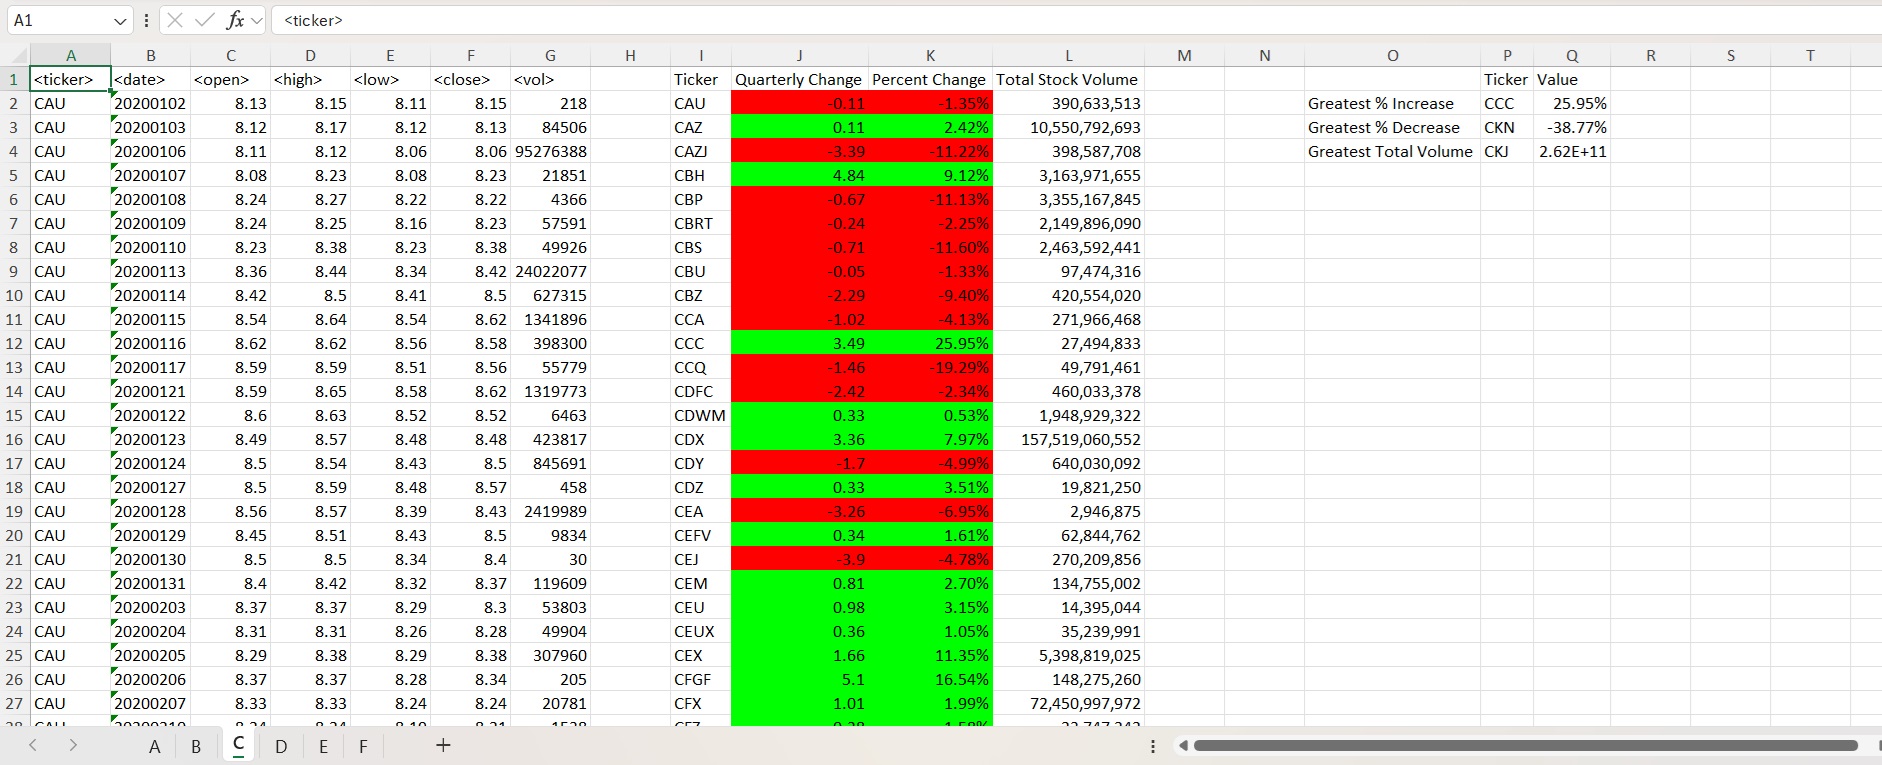 A1 fx <ticker>
A B C D E F G H I J K L M N O P Q R S T
1 <ticker> <date> <open> <high> <low> <close> <vol> Ticker Quarterly Change Percent Change Total Stock Volume Ticker Value
2 CAU 20200102 8.13 8.15 8.11 8.15 218 CAU -0.11 -1.35% 390,633,513 Greatest % Increase CCC 25.95%
3 CAU 20200103 8.12 8.17 8.12 8.13 84506 CAZ 0.11 2.42% 10,550,792,693 Greatest % Decrease CKN -38.77%
4 CAU 20200106 8.11 8.12 8.06 8.06 95276388 CAZJ -3.39 -11.22% 398,587,708 Greatest Total Volume CKJ 2.62E+11
5 CAU 20200107 8.08 8.23 8.08 8.23 21851 CBH 4.84 9.12% 3,163,971,655
6 CAU 20200108 8.24 8.27 8.22 8.22 4366 CBP -0.67 -11.13% 3,355,167,845
7 CAU 20200109 8.24 8.25 8.16 8.23 57591 CBRT -0.24 -2.25% 2,149,896,090
8 CAU 20200110 8.23 8.38 8.23 8.38 49926 CBS -0.71 -11.60% 2,463,592,441
9 CAU 20200113 8.36 8.44 8.34 8.42 24022077 CBU -0.05 -1.33% 97,474,316
10 CAU 20200114 8.42 8.5 8.41 8.5 627315 CBZ -2.29 -9.40% 420,554,020
11 CAU 20200115 8.54 8.64 8.54 8.62 1341896 CCA -1.02 -4.13% 271,966,468
12 CAU 20200116 8.62 8.62 8.56 8.58 398300 CCC 3.49 25.95% 27,494,833
13 CAU 20200117 8.59 8.59 8.51 8.56 55779 CCQ -1.46 -19.29% 49,791,461
14 CAU 20200121 8.59 8.65 8.58 8.62 1319773 CDFC -2.42 -2.34% 460,033,378
15 CAU 20200122 8.6 8.63 8.52 8.52 6463 CDWM 0.33 0.53% 1,948,929,322
16 CAU 20200123 8.49 8.57 8.48 8.48 423817 CDX 3.36 7.97% 157,519,060,552
17 CAU 20200124 8.5 8.54 8.43 8.5 845691 CDY -1.7 -4.99% 640,030,092
18 CAU 20200127 8.5 8.59 8.48 8.57 458 CDZ 0.33 3.51% 19,821,250
19 CAU 20200128 8.56 8.57 8.39 8.43 2419989 CEA -3.26 -6.95% 2,946,875
20 CAU 20200129 8.45 8.51 8.43 8.5 9834 CEFV 0.34 1.61% 62,844,762
21 CAU 20200130 8.5 8.5 8.34 8.4 30 CEJ -3.9 -4.78% 270,209,856
22 CAU 20200131 8.4 8.42 8.32 8.37 119609 CEM 0.81 2.70% 134,755,002
23 CAU 20200203 8.37 8.37 8.29 8.3 53803 CEU 0.98 3.15% 14,395,044
24 CAU 20200204 8.31 8.31 8.26 8.28 49904 CEUX 0.36 1.05% 35,239,991
25 CAU 20200205 8.29 8.38 8.29 8.38 307960 CEX 1.66 11.35% 5,398,819,025
26 CAU 20200206 8.37 8.37 8.28 8.34 205 CFGF 5.1 16.54% 148,275,260
27 CAU 20200207 8.33 8.33 8.24 8.24 20781 CFX 1.01 1.99% 72,450,997,972
A B C D E F